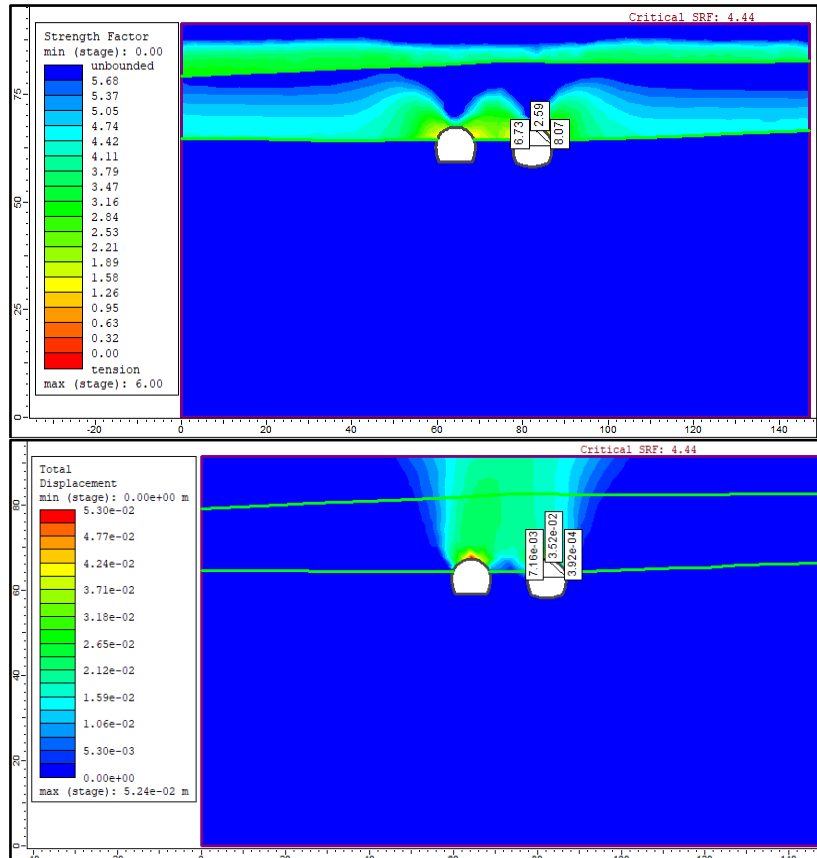 Critical SRF: 4.44
Strength Factor
min (stage): 0.00
unbounded
5.68
5.37
5.05
4.74
4.42
4.11
3.79
3.47
3.16
2.84
2.53
2.21
1.89
1.58
1.26
0.95
0.63
0.32
0.00
tension
max (stage): 6.00
75
50
25
0
6.73
2.59
8.07
-20
0
20
40
60
80
100
120
140
Critical SRF: 4.44
Total
Displacement
min (stage): 0.00e+00 m
5.30e-02
4.77e-02
4.24e-02
3.71e-02
3.18e-02
2.65e-02
2.12e-02
1.59e-02
1.06e-02
5.30e-03
0.00e+00
max (stage): 5.24e-02 m
80
60
40
20
0
7.16e-03
3.52e-02
3.92e-04
-40
-20
0
20
40
60
80
100
120
140